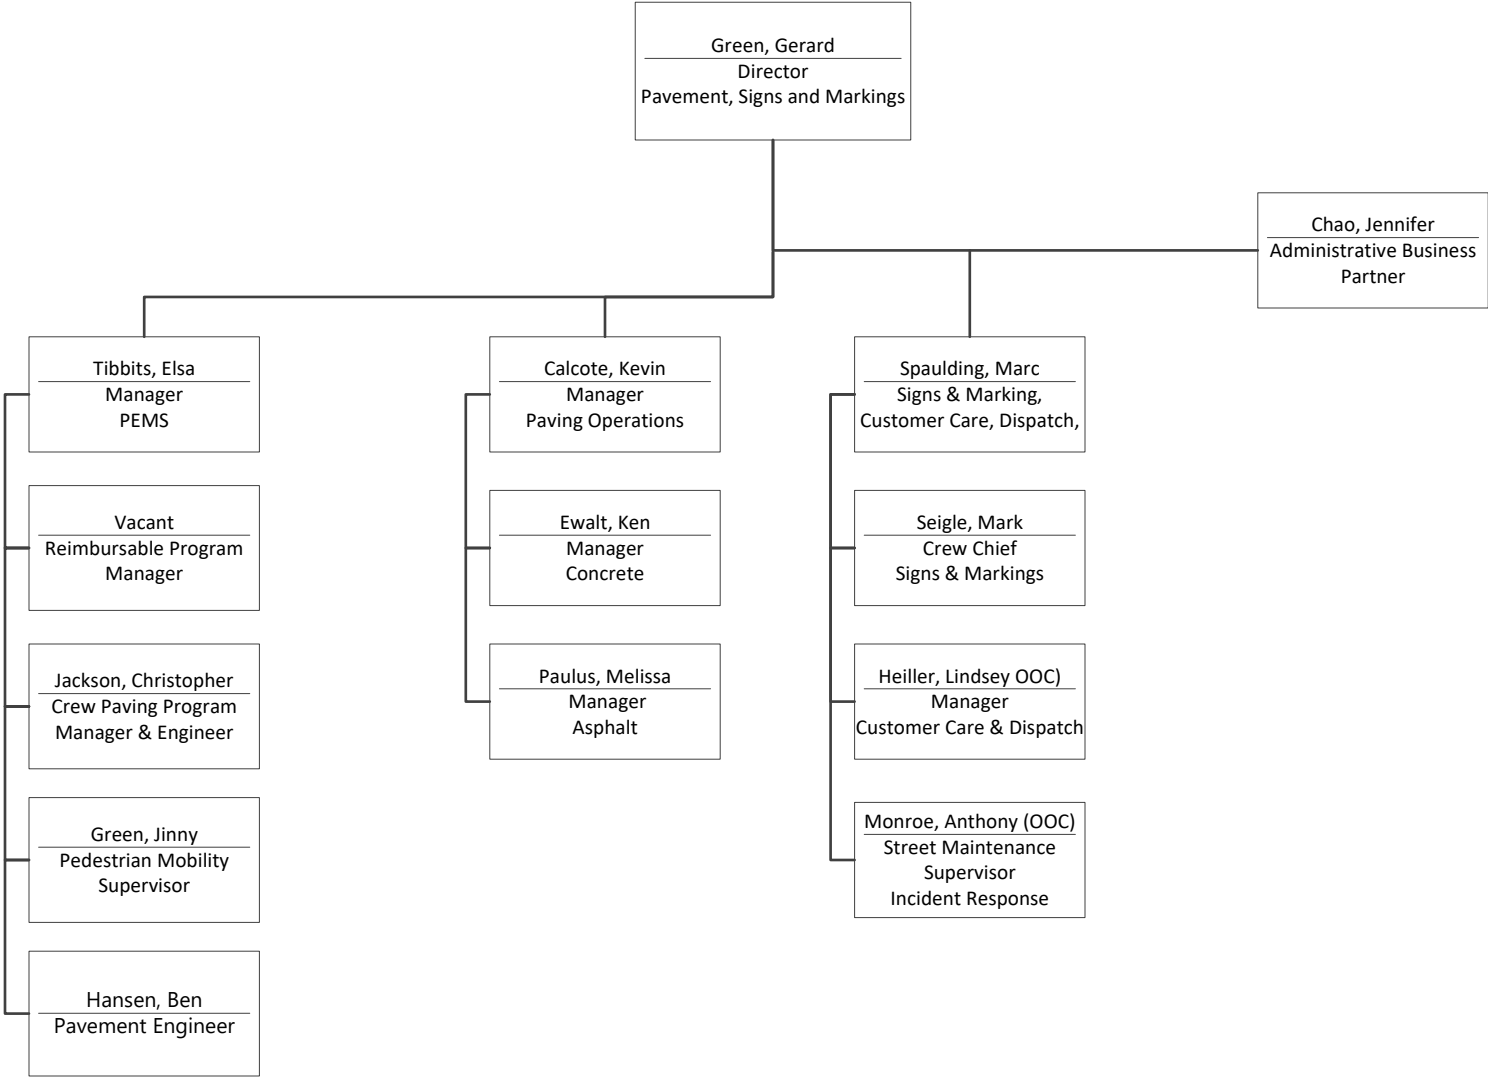 Green, Gerard
Director
Pavement, Signs and Markings
Chao, Jennifer
Administrative Business
Partner
Tibbits, Elsa
Manager
PEMS
Vacant
Reimbursable Program
Manager
Jackson, Christopher
Crew Paving Program
Manager & Engineer
Green, Jinny
Pedestrian Mobility
Supervisor
Hansen, Ben
Pavement Engineer
Calcote, Kevin
Manager
Paving Operations
Ewalt, Ken
Manager
Concrete
Paulus, Melissa
Manager
Asphalt
Spaulding, Marc
Signs & Marking,
Customer Care, Dispatch,
Seigle, Mark
Crew Chief
Signs & Markings
Heiller, Lindsey OOC)
Manager
Customer Care & Dispatch
Monroe, Anthony (OOC)
Street Maintenance
Supervisor
Incident Response